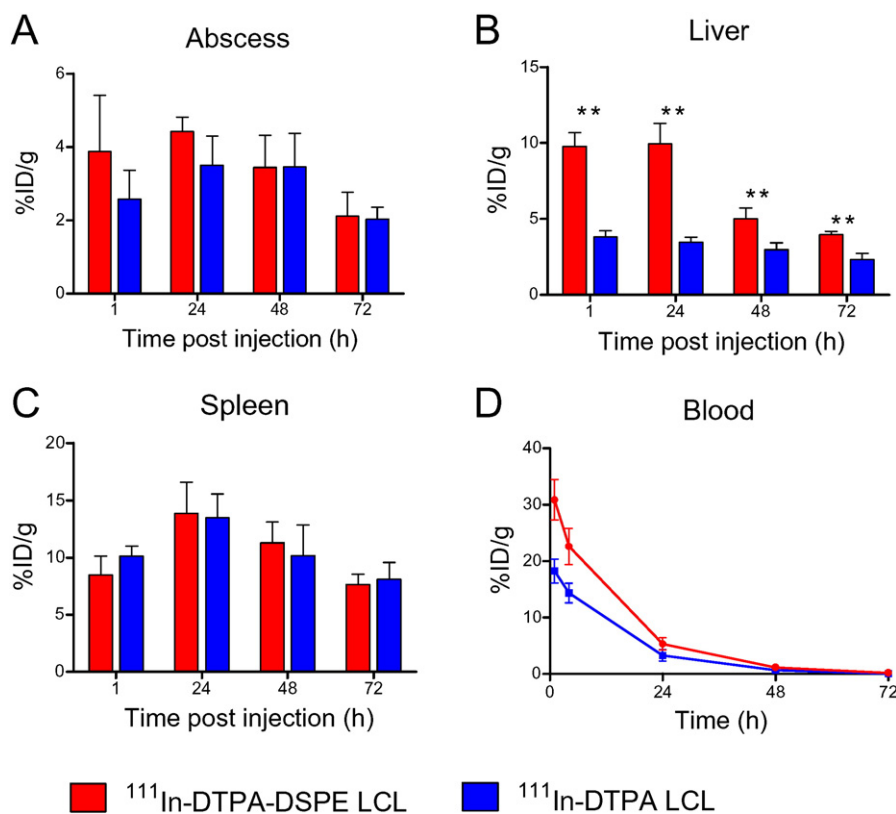 A
Abscess
%ID/g
6
4
2
0
1 24 48 72
Time post injection (h)
B
Liver
%ID/g
15
10
5
0
** ** ** **
1 24 48 72
Time post injection (h)
C
Spleen
%ID/g
20
15
10
5
0
1 24 48 72
Time post injection (h)
D
Blood
%ID/g
40
30
20
10
0
0 24 48 72
Time (h)
¹¹¹In-DTPA-DSPE LCL
¹¹¹In-DTPA LCL